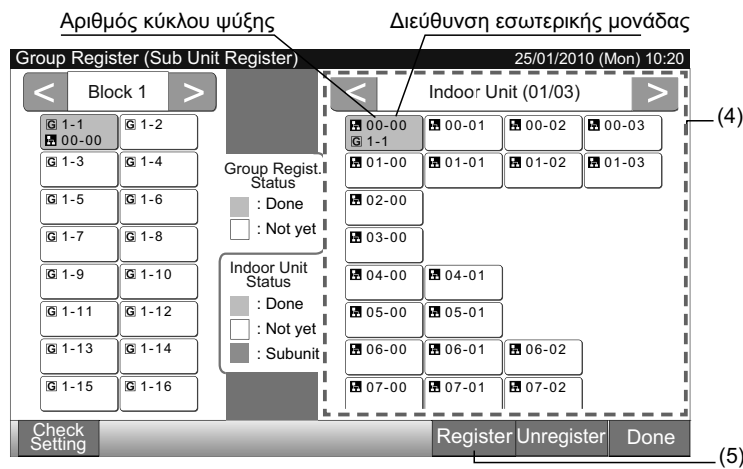 Αριθμός κύκλου ψύξης
Διεύθυνση εσωτερικής μονάδας
Group Register (Sub Unit Register)
25/01/2010 (Mon) 10:20
< Block 1 >
G 1-1
00-00
G 1-2
G 1-3
G 1-4
G 1-5
G 1-6
G 1-7
G 1-8
G 1-9
G 1-10
G 1-11
G 1-12
G 1-13
G 1-14
G 1-15
G 1-16
Group Regist.
Status
: Done
: Not yet
Indoor Unit
Status
: Done
: Not yet
: Subunit
< Indoor Unit (01/03) >
00-00
G 1-1
00-01
00-02
00-03
01-00
01-01
01-02
01-03
02-00
03-00
04-00
04-01
05-00
05-01
06-00
06-01
06-02
07-00
07-01
07-02
(4)
Check
Setting
Register
Unregister
Done
(5)